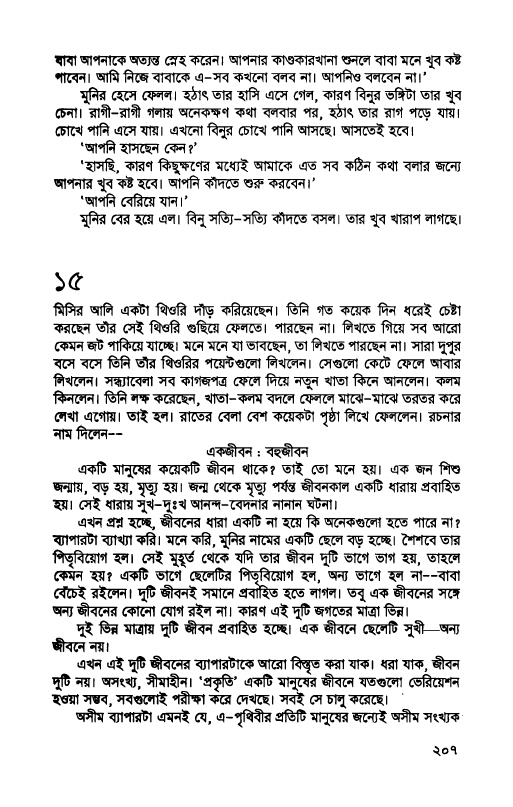 বাবা আপনাকে অত্যন্ত স্নেহ করেন। আপনার কাণ্ডকারখানা শুনলে বাবা মনে খুব কষ্ট
পাবেন। আমি নিজে বাবাকে এ-সব কখনো বলব না। আপনিও বলবেন না।’
মুনির হেসে ফেলল। হঠাৎ তার হাসি এসে গেল, কারণ বিনুর ভঙ্গিটা তার খুব
চেনা। রাগী-রাগী গলায় অনেকক্ষণ কথা বলবার পর, হঠাৎ তার রাগ পড়ে যায়।
চোখে পানি এসে যায়। এখনো বিনুর চোখে পানি আসছে। আসতেই হবে।
‘আপনি হাসছেন কেন?’
‘হাসছি, কারণ কিছুক্ষণের মধ্যেই আমাকে এত সব কঠিন কথা বলার জন্যে
আপনার খুব কষ্ট হবে। আপনি কাঁদতে শুরু করবেন।’
‘আপনি বেরিয়ে যান।’
মুনির বের হয়ে এল। বিনু সত্যি-সত্যি কাঁদতে বসল। তার খুব খারাপ লাগছে।
১৫
মিসির আলি একটা থিওরি দাঁড় করিয়েছেন। তিনি গত কয়েক দিন ধরেই চেষ্টা
করছেন তাঁর সেই থিওরি গুছিয়ে ফেলতে। পারছেন না। লিখতে গিয়ে সব আরো
কেমন জট পাকিয়ে যাচ্ছে। মনে মনে যা ভাবছেন, তা লিখতে পারছেন না। সারা দুপুর
বসে বসে তিনি তাঁর থিওরির পয়েন্টগুলো লিখলেন। সেগুলো কেটে ফেলে আবার
লিখলেন। সন্ধ্যাবেলা সব কাগজপত্র ফেলে দিয়ে নতুন খাতা কিনে আনলেন। কলম
কিনলেন। তিনি লক্ষ করেছেন, খাতা-কলম বদলে ফেললে মাঝে-মাঝে তরতর করে
লেখা এগোয়। তাই হল। রাতের বেলা বেশ কয়েকটা পৃষ্ঠা লিখে ফেললেন। রচনার
নাম দিলেন--
একজীবন : বহুজীবন
একটি মানুষের কয়েকটি জীবন থাকে? তাই তো মনে হয়। এক জন শিশু
জন্মায়, বড় হয়, মৃত্যু হয়। জন্ম থেকে মৃত্যু পর্যন্ত জীবনকাল একটি ধারায় প্রবাহিত
হয়। সেই ধারায় সুখ-দুঃখ আনন্দ-বেদনার নানান ঘটনা।
এখন প্রশ্ন হচ্ছে, জীবনের ধারা একটি না হয়ে কি অনেকগুলো হতে পারে না?
ব্যাপারটা ব্যাখ্যা করি। মনে করি, মুনির নামের একটি ছেলে বড় হচ্ছে। শৈশবে তার
পিতৃবিয়োগ হল। সেই মুহূর্ত থেকে যদি তার জীবন দুটি ভাগে ভাগ হয়, তাহলে
কেমন হয়? একটি ভাগে ছেলেটির পিতৃবিয়োগ হল, অন্য ভাগে হল না--বাবা
বেঁচেই রইলেন। দুটি জীবনই সমানে প্রবাহিত হতে লাগল। তবু এক জীবনের সঙ্গে
অন্য জীবনের কোনো যোগ রইল না। কারণ এই দুটি জগতের মাত্রা ভিন্ন।
দুই ভিন্ন মাত্রায় দুটি জীবন প্রবাহিত হচ্ছে। এক জীবনে ছেলেটি সুখী—অন্য
জীবনে নয়।
এখন এই দুটি জীবনের ব্যাপারটাকে আরো বিস্তৃত করা যাক। ধরা যাক, জীবন
দুটি নয়। অসংখ্য, সীমাহীন। ‘প্রকৃতি’ একটি মানুষের জীবনে যতগুলো ভেরিয়েশন
হওয়া সম্ভব, সবগুলোই পরীক্ষা করে দেখছে। সবই সে চালু করেছে।
অসীম ব্যাপারটা এমনই যে, এ-পৃথিবীর প্রতিটি মানুষের জন্যেই অসীম সংখ্যক
২০৭